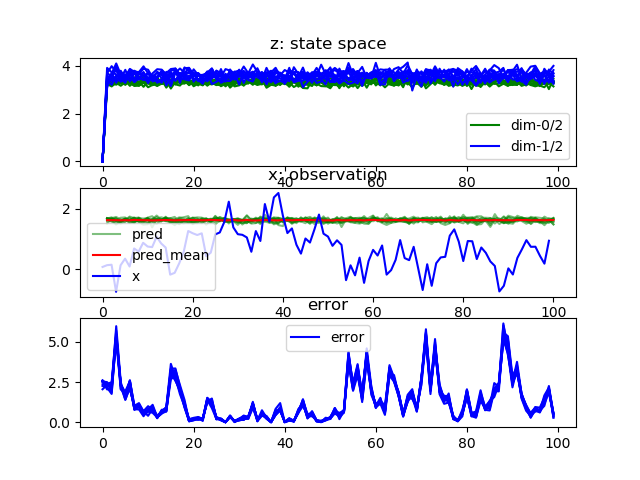 z: state space
4
2
0
dim-0/2
dim-1/2
0 20 40 60 80 100
x: observation
2
0
pred
pred_mean
x
0 20 40 60 80 100
error
5.0
2.5
0.0
error
0 20 40 60 80 100